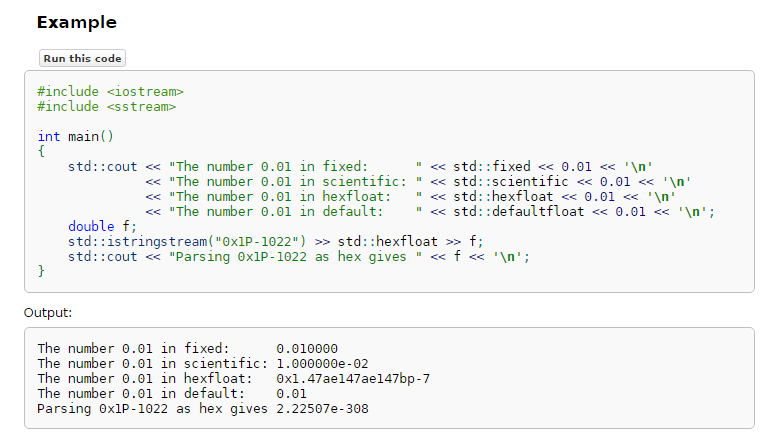 Example
Run this code
#include <iostream>
#include <sstream>
int main()
{
    std::cout << "The number 0.01 in fixed:      " << std::fixed << 0.01 << '\n'
              << "The number 0.01 in scientific: " << std::scientific << 0.01 << '\n'
              << "The number 0.01 in hexfloat:   " << std::hexfloat << 0.01 << '\n'
              << "The number 0.01 in default:    " << std::defaultfloat << 0.01 << '\n';
    double f;
    std::istringstream("0x1P-1022") >> std::hexfloat >> f;
    std::cout << "Parsing 0x1P-1022 as hex gives " << f << '\n';
}
Output:
The number 0.01 in fixed:      0.010000
The number 0.01 in scientific: 1.000000e-02
The number 0.01 in hexfloat:   0x1.47ae147ae147bp-7
The number 0.01 in default:    0.01
Parsing 0x1P-1022 as hex gives 2.22507e-308